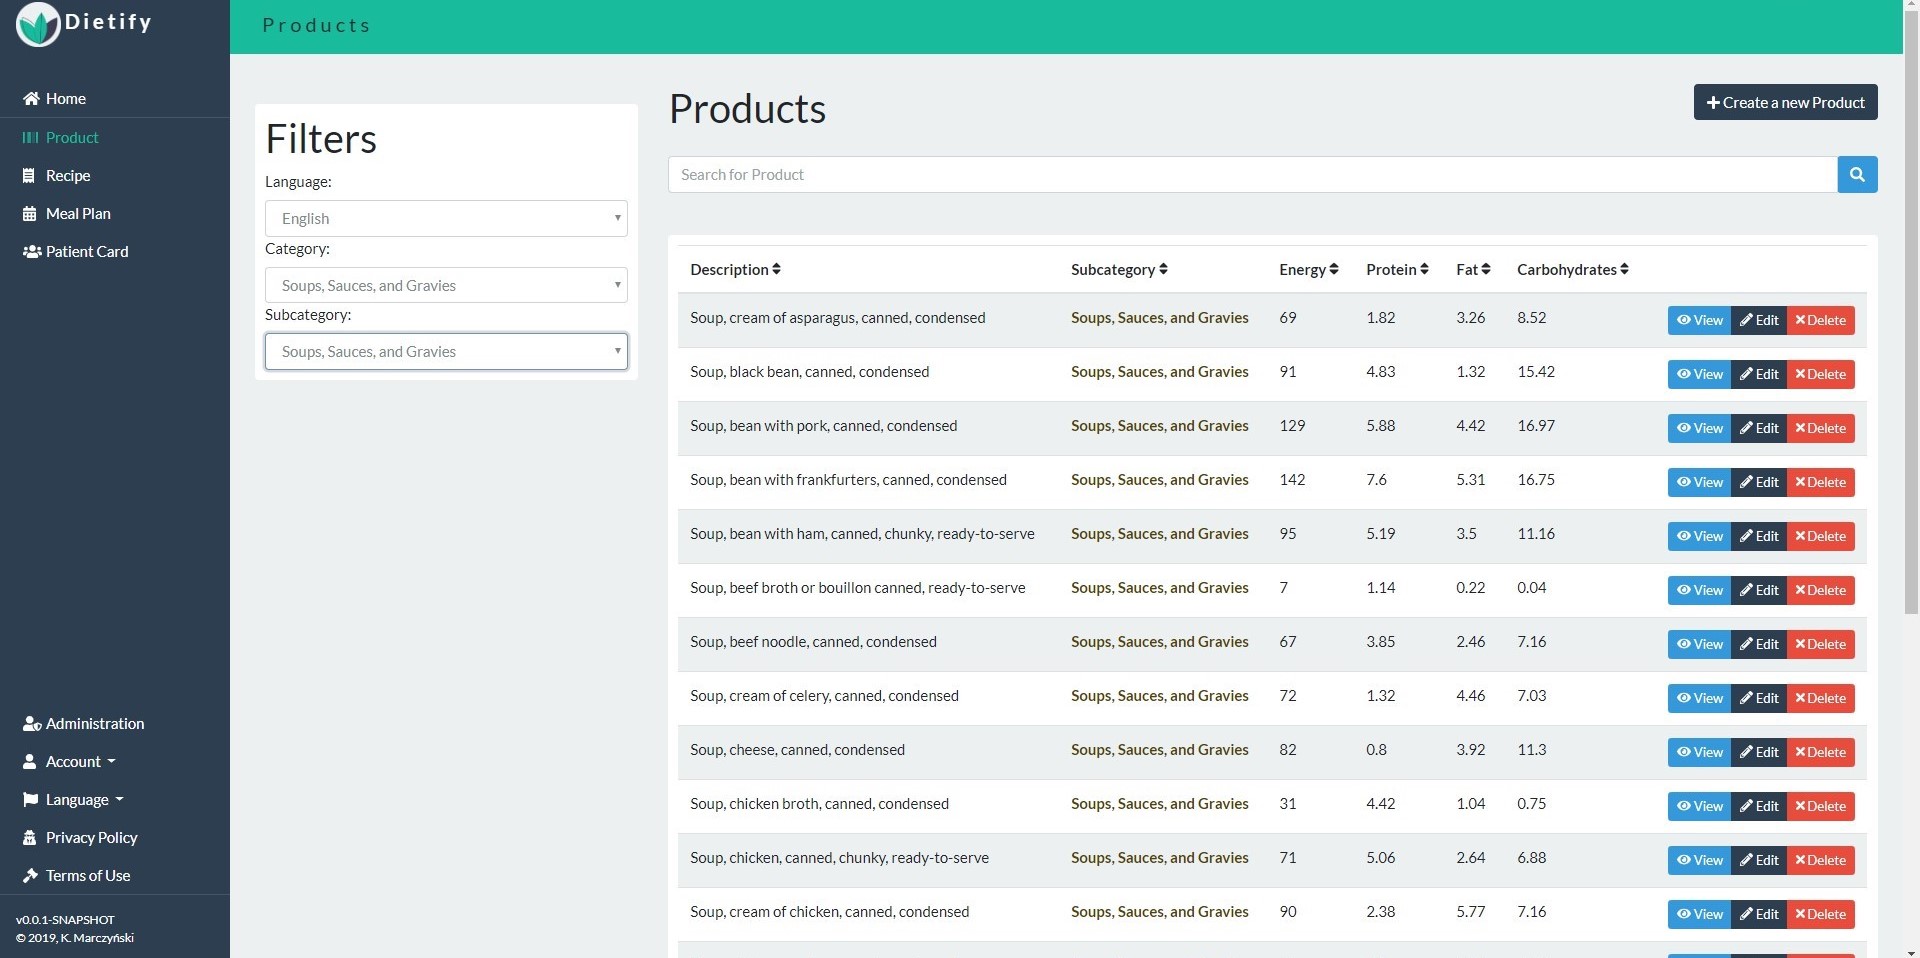 Dietify
Products
Home
Product
Recipe
Meal Plan
Patient Card
Administration
Account
Language
Privacy Policy
Terms of Use
v0.0.1-SNAPSHOT
© 2019, K. Marczyński
Filters
Language:
English
Category:
Soups, Sauces, and Gravies
Subcategory:
Soups, Sauces, and Gravies
Products
Create a new Product
Search for Product
Description Subcategory Energy Protein Fat Carbohydrates
Soup, cream of asparagus, canned, condensed Soups, Sauces, and Gravies 69 1.82 3.26 8.52 View Edit Delete
Soup, black bean, canned, condensed Soups, Sauces, and Gravies 91 4.83 1.32 15.42 View Edit Delete
Soup, bean with pork, canned, condensed Soups, Sauces, and Gravies 129 5.88 4.42 16.97 View Edit Delete
Soup, bean with frankfurters, canned, condensed Soups, Sauces, and Gravies 142 7.6 5.31 16.75 View Edit Delete
Soup, bean with ham, canned, chunky, ready-to-serve Soups, Sauces, and Gravies 95 5.19 3.5 11.16 View Edit Delete
Soup, beef broth or bouillon canned, ready-to-serve Soups, Sauces, and Gravies 7 1.14 0.22 0.04 View Edit Delete
Soup, beef noodle, canned, condensed Soups, Sauces, and Gravies 67 3.85 2.46 7.16 View Edit Delete
Soup, cream of celery, canned, condensed Soups, Sauces, and Gravies 72 1.32 4.46 7.03 View Edit Delete
Soup, cheese, canned, condensed Soups, Sauces, and Gravies 82 0.8 3.92 11.3 View Edit Delete
Soup, chicken broth, canned, condensed Soups, Sauces, and Gravies 31 4.42 1.04 0.75 View Edit Delete
Soup, chicken, canned, chunky, ready-to-serve Soups, Sauces, and Gravies 71 5.06 2.64 6.88 View Edit Delete
Soup, cream of chicken, canned, condensed Soups, Sauces, and Gravies 90 2.38 5.77 7.16 View Edit Delete